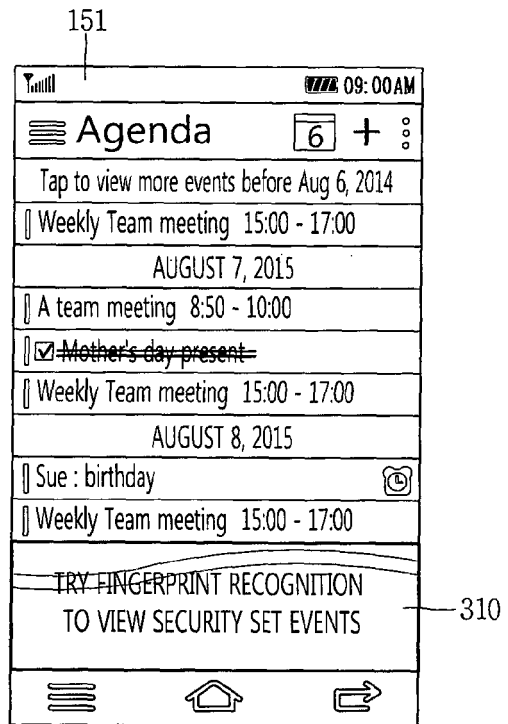 151
09:00AM
Agenda 6 +
Tap to view more events before Aug 6, 2014
Weekly Team meeting 15:00 - 17:00
AUGUST 7, 2015
A team meeting 8:50 - 10:00
Mother's day present
Weekly Team meeting 15:00 - 17:00
AUGUST 8, 2015
Sue : birthday
Weekly Team meeting 15:00 - 17:00
TRY FINGERPRINT RECOGNITION
TO VIEW SECURITY SET EVENTS
310